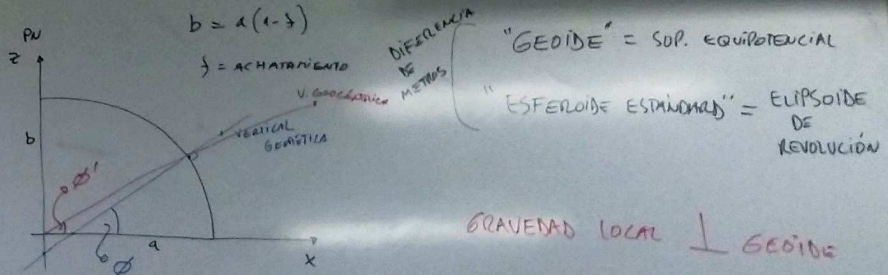 PN
Z
b = a(1-f)
f = ACHATAMIENTO
b
V. GEOCÉNTRICA
VERTICAL
GEODÉTICA
Φ'
a
Φ
X
DIFERENCIA
DE
METROS
"GEOIDE" = SUP. EQUIPOTENCIAL
"ESFEROIDE ESTÁNDARD" = ELIPSOIDE
DE
REVOLUCIÓN
GRAVEDAD LOCAL ⊥ GEOIDE